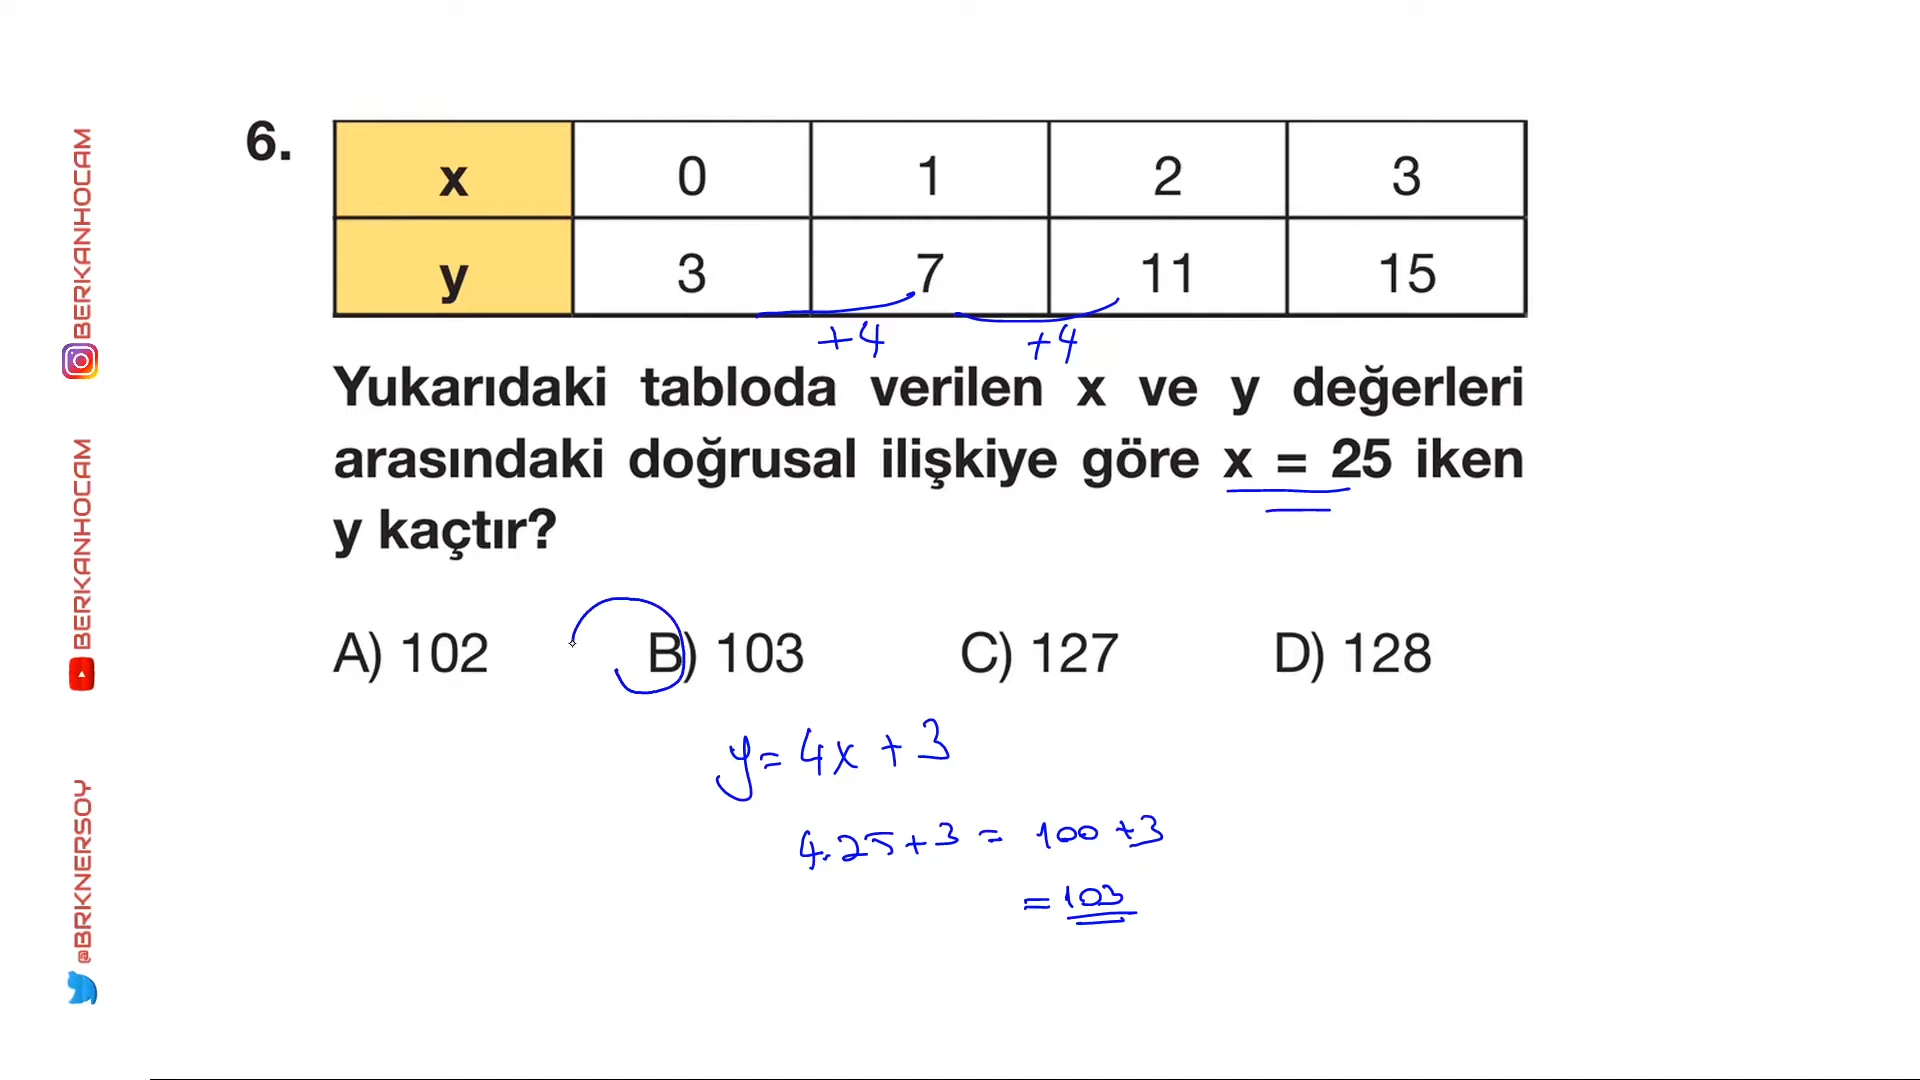 6.
x 0 1 2 3
y 3 7 11 15
+4 +4
Yukarıdaki tabloda verilen x ve y değerleri
arasındaki doğrusal ilişkiye göre x = 25 iken
y kaçtır?
A) 102 B) 103 C) 127 D) 128
y = 4x + 3
4.25+3 = 100 +3
= 103
BERKANHOCAM
BERKANHOCAM
@BRKNERSOY